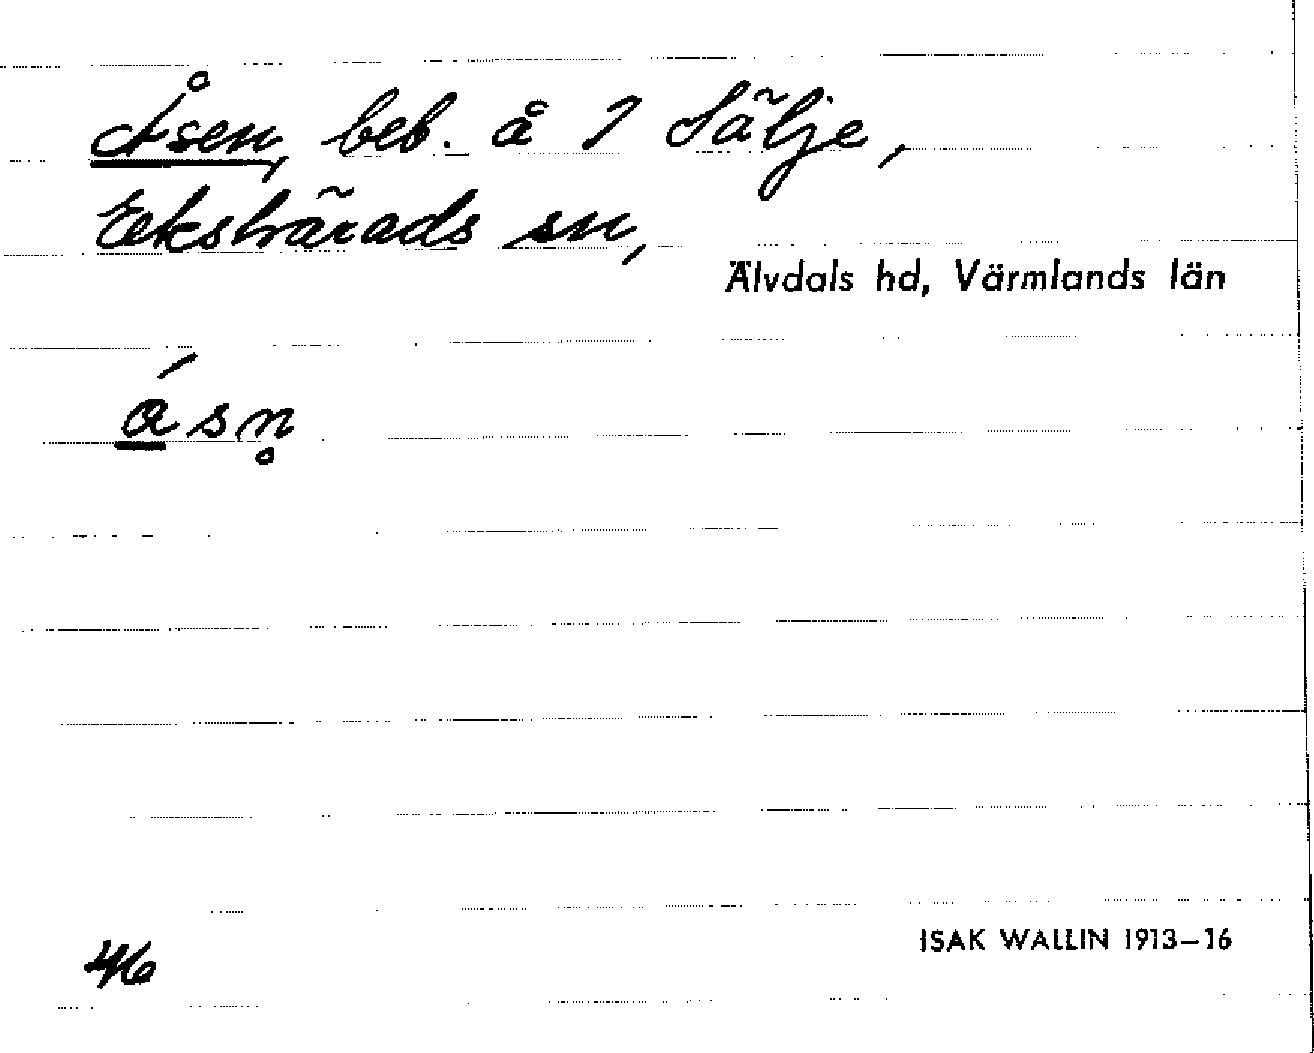 Åsen, beb. å 1 Sälje,
Ekshärads sn,
Älvdals hd, Värmlands län
ásn̥
46
ISAK WALLIN 1913–16